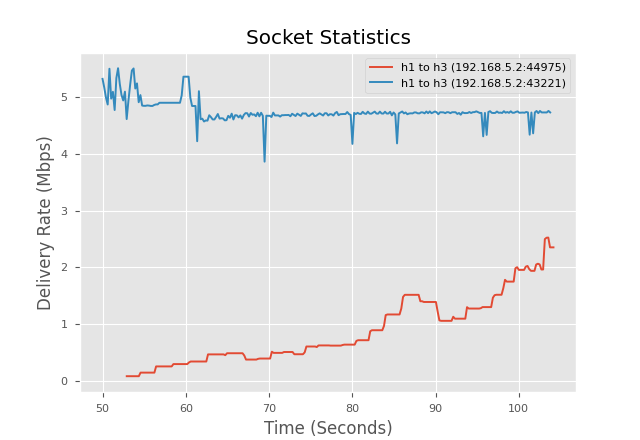 Socket Statistics
h1 to h3 (192.168.5.2:44975)
h1 to h3 (192.168.5.2:43221)
Delivery Rate (Mbps)
5
4
3
2
1
0
50 60 70 80 90 100
Time (Seconds)